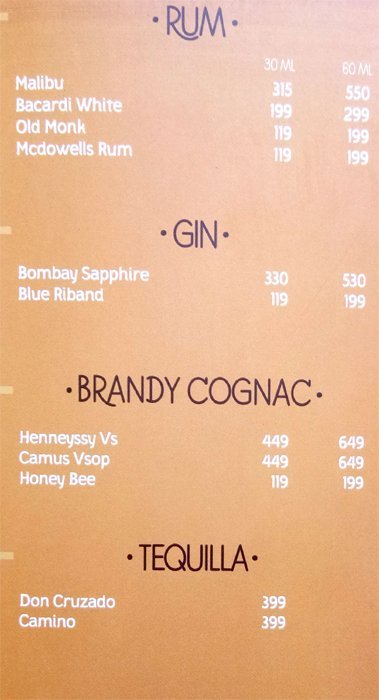 • RUM •
30 ML 60 ML
Malibu 315 550
Bacardi White 199 299
Old Monk 119 199
Mcdowells Rum 119 199
• GIN •
Bombay Sapphire 330 530
Blue Riband 119 199
• BRANDY COGNAC •
Henneyssy Vs 449 649
Camus Vsop 449 649
Honey Bee 119 199
• TEQUILLA •
Don Cruzado 399
Camino 399